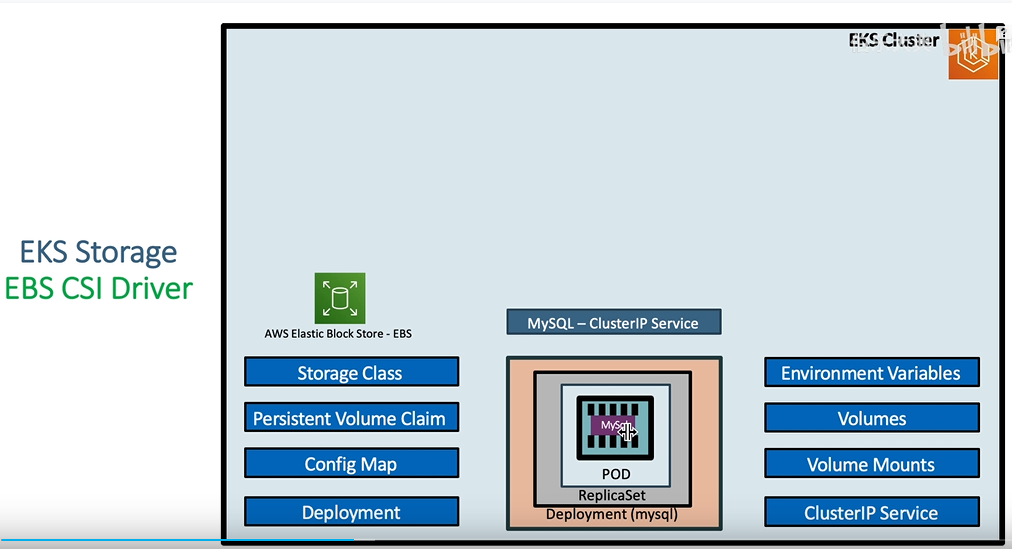 EKS Cluster
EKS Storage
EBS CSI Driver
AWS Elastic Block Store - EBS
MySQL – ClusterIP Service
Storage Class
Persistent Volume Claim
Config Map
Deployment
POD
ReplicaSet
Deployment (mysql)
Environment Variables
Volumes
Volume Mounts
ClusterIP Service